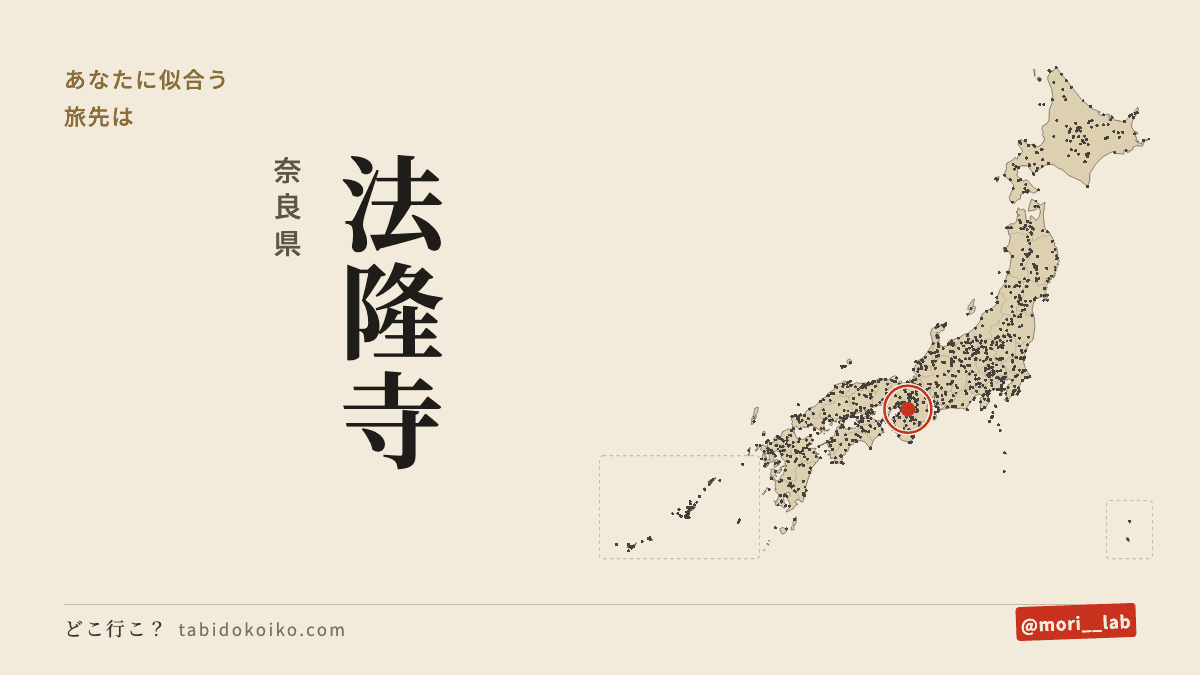 あなたに似合う
旅先は
法隆寺
奈良県
どこ行こ？ tabidokoiko.com
@mori__lab